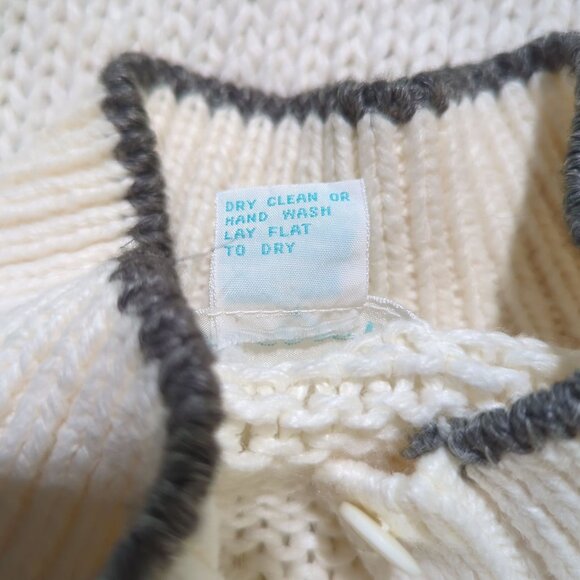 DRY CLEAN OR
HAND WASH
LAY FLAT
TO DRY